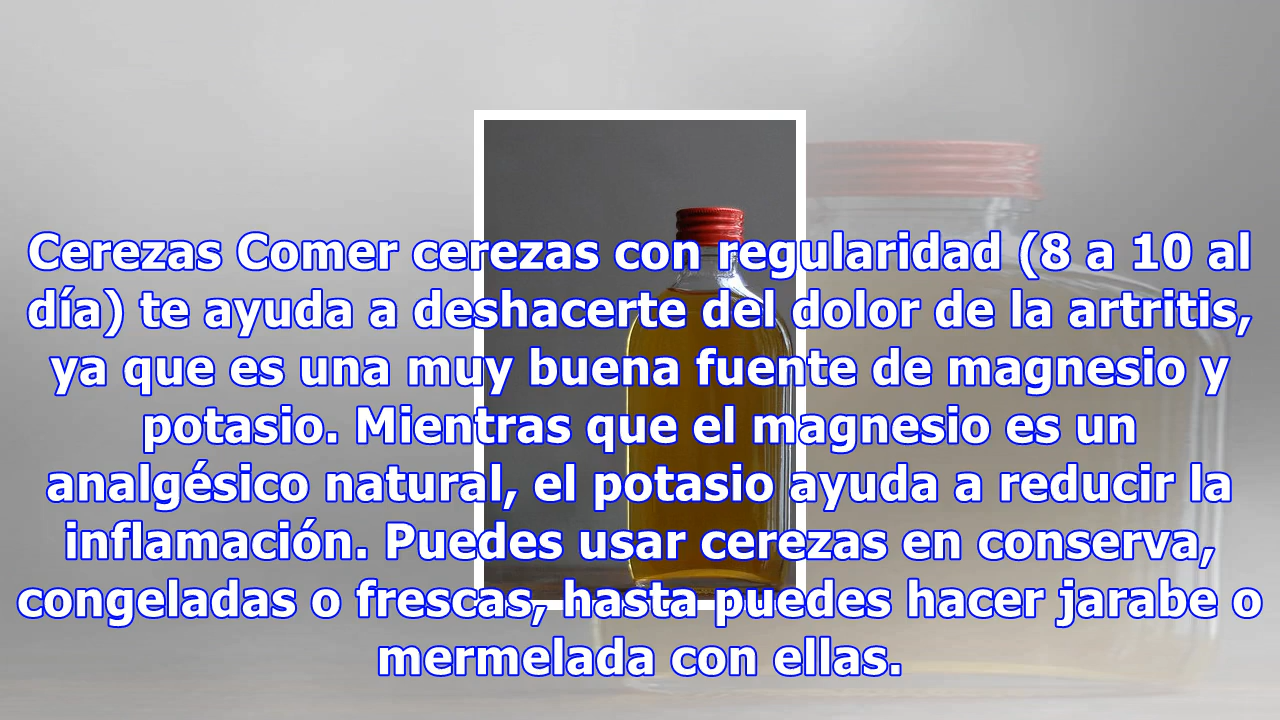 Cerezas Comer cerezas con regularidad (8 a 10 al
día) te ayuda a deshacerte del dolor de la artritis,
ya que es una muy buena fuente de magnesio y
potasio. Mientras que el magnesio es un
analgésico natural, el potasio ayuda a reducir la
inflamación. Puedes usar cerezas en conserva,
congeladas o frescas, hasta puedes hacer jarabe o
mermelada con ellas.